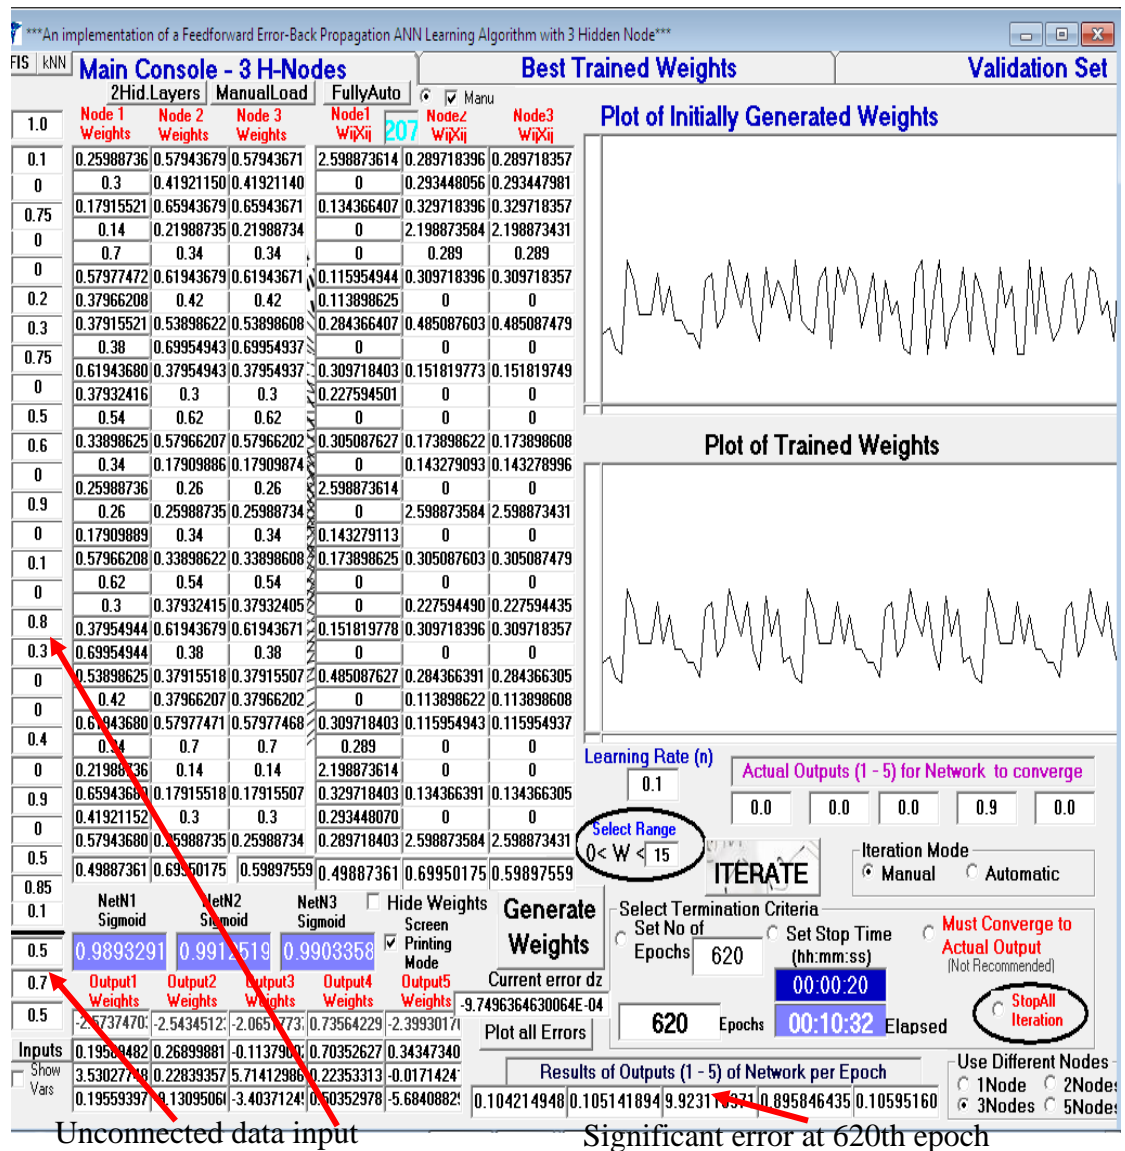 ***An implementation of a Feedforward Error-Back Propagation ANN Learning Algorithm with 3 Hidden Node***
FIS kNN
Main Console - 3 H-Nodes
Best Trained Weights
Validation Set
2Hid.Layers ManualLoad FullyAuto Manu
1.0
0.1
0
0.75
0
0
0.2
0.3
0.75
0
0.5
0.6
0
0.9
0
0.1
0
0.8
0.3
0
0
0.4
0
0.9
0
0.5
0.85
0.1
0.5
0.7
0.5
Inputs
Show
Vars
Node 1 Node 2 Node 3 Node1 Node2 Node3
Weights Weights Weights WijXij 207 WijXij WijXij
0.25988736 0.57943679 0.57943671 2.598873614 0.289718396 0.289718357
0.3 0.41921150 0.41921140 0 0.293448056 0.293447981
0.17915521 0.65943679 0.65943671 0.134366407 0.329718396 0.329718357
0.14 0.21988735 0.21988734 0 2.198873584 2.198873431
0.7 0.34 0.34 0 0.289 0.289
0.57977472 0.61943679 0.61943671 0.115954944 0.309718396 0.309718357
0.37966208 0.42 0.42 0.113898625 0 0
0.37915521 0.53898622 0.53898608 0.284366407 0.485087603 0.485087479
0.38 0.69954943 0.69954937 0 0 0
0.61943680 0.37954943 0.37954937 0.309718403 0.151819773 0.151819749
0.37932416 0.3 0.3 0.227594501 0 0
0.54 0.62 0.62 0 0 0
0.33898625 0.57966207 0.57966202 0.305087627 0.173898622 0.173898608
0.34 0.17909886 0.17909874 0 0.143279093 0.143278996
0.25988736 0.26 0.26 2.598873614 0 0
0.26 0.25988735 0.25988734 0 2.598873584 2.598873431
0.17909889 0.34 0.34 0.143279113 0 0
0.57966208 0.33898622 0.33898608 0.173898625 0.305087603 0.305087479
0.62 0.54 0.54 0 0 0
0.3 0.37932415 0.37932405 0 0.227594490 0.227594435
0.37954944 0.61943679 0.61943671 0.151819778 0.309718396 0.309718357
0.69954944 0.38 0.38 0 0 0
0.53898625 0.37915518 0.37915507 0.485087627 0.284366391 0.284366305
0.42 0.37966207 0.37966202 0 0.113898622 0.113898608
0.61943680 0.57977471 0.57977468 0.309718403 0.115954943 0.115954937
0.7 0.7 0.289 0 0
0.14 0.14 2.198873614 0 0
0.17915518 0.17915507 0.329718403 0.134366391 0.134366305
0.41921152 0.3 0.3 0.293448070 0 0
0.57943680 0.25988735 0.25988734 0.289718403 2.598873584 2.598873431
0.49887361 0.69950175 0.59897559 0.49887361 0.69950175 0.59897559
NetN1 NetN2 NetN3 Hide Weights
Sigmoid Sigmoid Sigmoid Screen
Printing
Mode
0.9893291 0.9903358
Output1 Output2 Output3 Output4 Output5
Weights Weights Weights Weights Weights
-2.5434512 0.73564229
0.26899881 0.70352627 0.34347340
0.22839357 5.71412986 0.22353313
0.19559397 -3.4037124
Plot of Initially Generated Weights
Plot of Trained Weights
Learning Rate (n)
0.1
Actual Outputs (1 - 5) for Network to converge
0.0 0.0 0.0 0.9 0.0
Select Range
0< W < 15
ITERATE
Iteration Mode
Manual Automatic
Generate
Weights
Select Termination Criteria
Set No of
Epochs 620
Set Stop Time
(hh:mm:ss)
00:00:20
Must Converge to
Actual Output
(Not Recommended)
Current error dz
-9.7496364630064E-04
StopAll
Iteration
620 Epochs 00:10:32 Elapsed
Plot all Errors
Results of Outputs (1 - 5) of Network per Epoch
0.104214948 0.105141894 0.895846435 0.10595160
Use Different Nodes
1Node 2Nodes
3Nodes 5Nodes
Unconnected data input
Significant error at 620th epoch